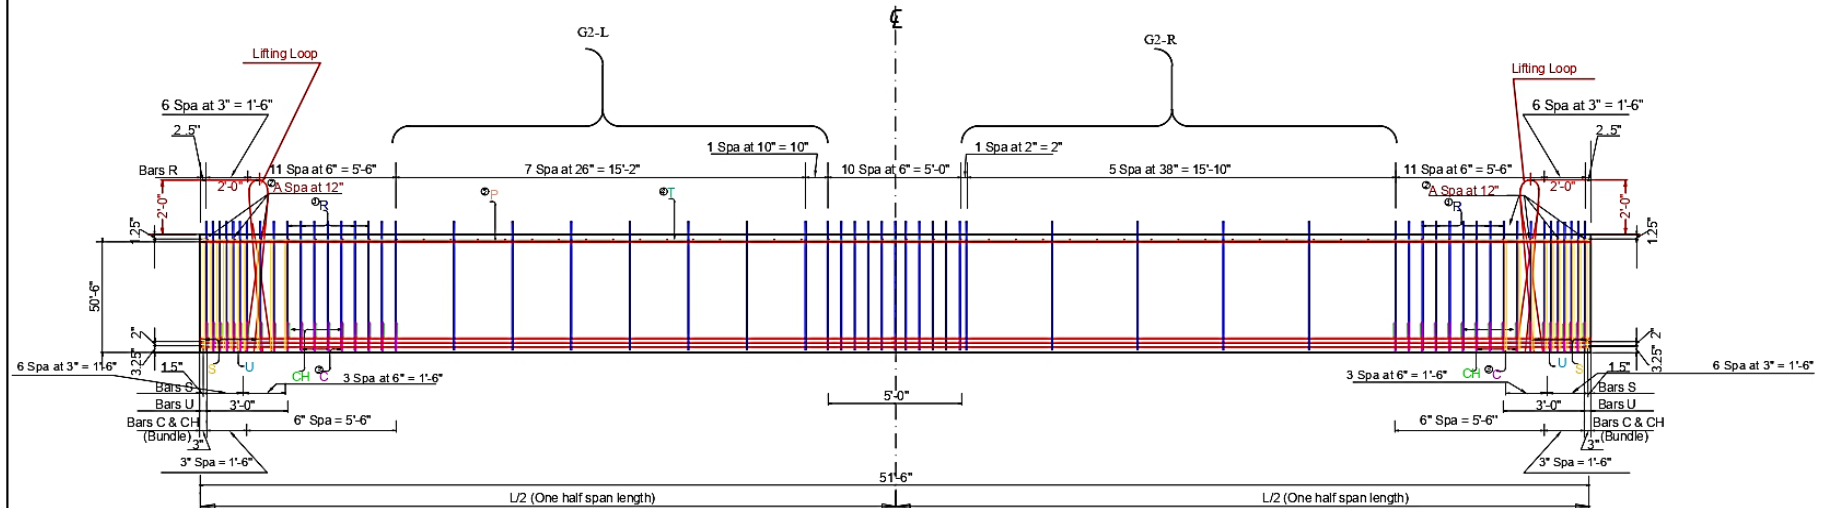 ℄
G2-L
G2-R
Lifting Loop
Lifting Loop
6 Spa at 3" = 1'-6"
6 Spa at 3" = 1'-6"
2 .5"
2 .5"
1 Spa at 10" = 10"
1 Spa at 2" = 2"
Bars R
11 Spa at 6" = 5'-6"
7 Spa at 26" = 15'-2"
10 Spa at 6" = 5'-0"
5 Spa at 38" = 15'-10"
11 Spa at 6" = 5'-6"
2'-0"
②A Spa at 12"
③P
④T
②A Spa at 12"
2'-0"
①R
①R
2'-0"
2'-0"
1.25"
1.25"
50'-6"
2"
2"
3.25"
3.25"
6 Spa at 3" = 1'-6"
1.5"
S
U
CH
C
3 Spa at 6" = 1'-6"
3 Spa at 6" = 1'-6"
CH
C
U
S
1.5"
6 Spa at 3" = 1'-6"
Bars S
Bars S
Bars U
3'-0"
5'-0"
3'-0"
Bars U
Bars C & CH
(Bundle)
6" Spa = 5'-6"
6" Spa = 5'-6"
Bars C & CH
(Bundle)
3"
3"
3" Spa = 1'-6"
3" Spa = 1'-6"
51'-6"
L/2 (One half span length)
L/2 (One half span length)